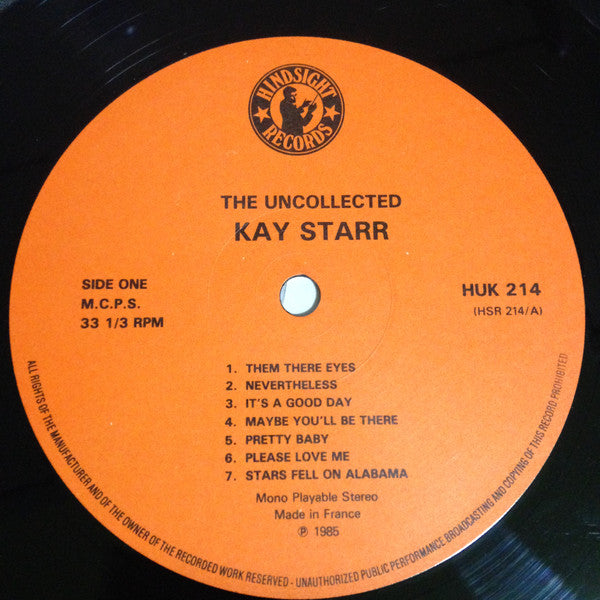 HINDSIGHT
RECORDS
THE UNCOLLECTED
KAY STARR
SIDE ONE
M.C.P.S.
33 1/3 RPM
HUK 214
(HSR 214/A)
1. THEM THERE EYES
2. NEVERTHELESS
3. IT'S A GOOD DAY
4. MAYBE YOU'LL BE THERE
5. PRETTY BABY
6. PLEASE LOVE ME
7. STARS FELL ON ALABAMA
Mono Playable Stereo
Made in France
℗ 1985
ALL RIGHTS OF THE MANUFACTURER AND OF THE OWNER OF THE RECORDED WORK RESERVED - UNAUTHORIZED PUBLIC PERFORMANCE BROADCASTING AND COPYING OF THIS RECORD PROHIBITED